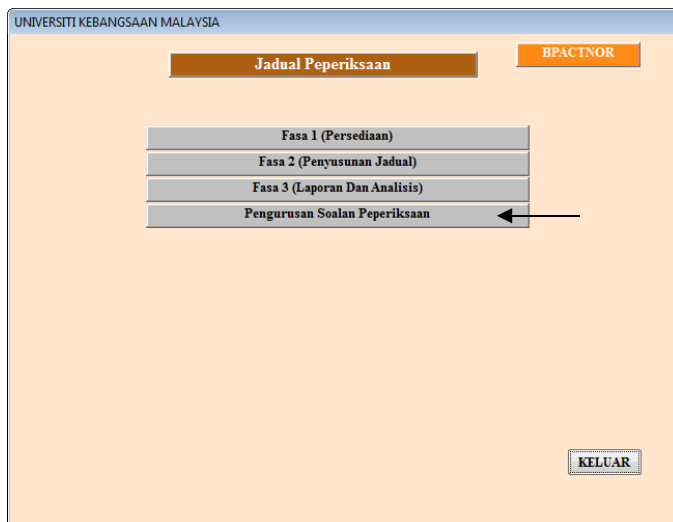 UNIVERSITI KEBANGSAAN MALAYSIA
BPACTNOR
Jadual Peperiksaan
Fasa 1 (Persediaan)
Fasa 2 (Penyusunan Jadual)
Fasa 3 (Laporan Dan Analisis)
Pengurusan Soalan Peperiksaan
KELUAR